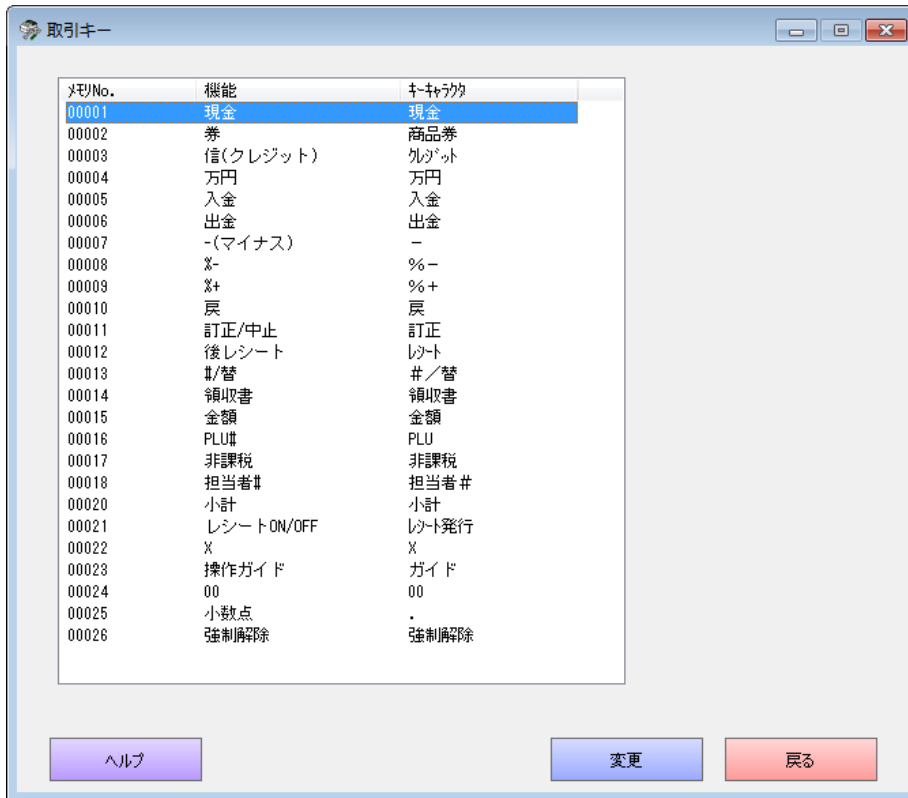 取引キー
ﾒﾓﾘNo. 機能 ｷｰｷｬﾗｸﾀ
00001 現金 現金
00002 券 商品券
00003 信(クレジット) ｸﾚｼﾞｯﾄ
00004 万円 万円
00005 入金 入金
00006 出金 出金
00007 -(マイナス) －
00008 %- ％－
00009 %+ ％＋
00010 戻 戻
00011 訂正/中止 訂正
00012 後レシート ﾚｼｰﾄ
00013 #/替 ＃／替
00014 領収書 領収書
00015 金額 金額
00016 PLU# PLU
00017 非課税 非課税
00018 担当者# 担当者＃
00020 小計 小計
00021 レシートON/OFF ﾚｼｰﾄ発行
00022 X X
00023 操作ガイド ガイド
00024 00 00
00025 小数点 .
00026 強制解除 強制解除
ヘルプ 変更 戻る